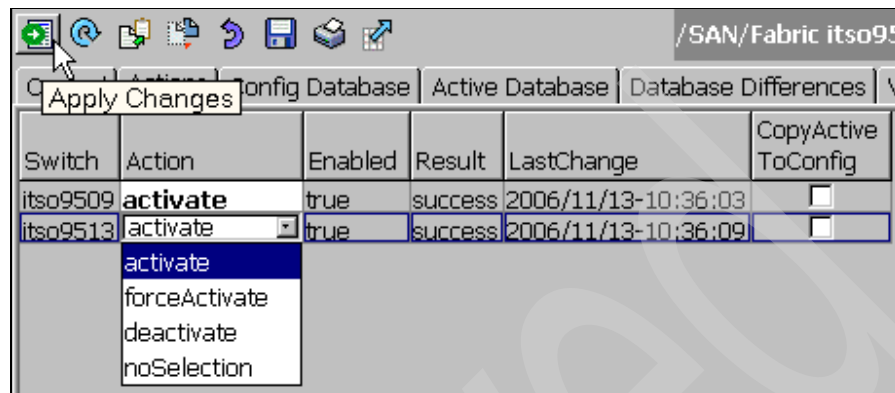 /SAN/Fabric itso95
Apply Changes
Actions Config Database Active Database Database Differences
Switch Action Enabled Result LastChange CopyActive ToConfig
itso9509 activate true success 2006/11/13-10:36:03
itso9513 activate true success 2006/11/13-10:36:09
activate
forceActivate
deactivate
noSelection